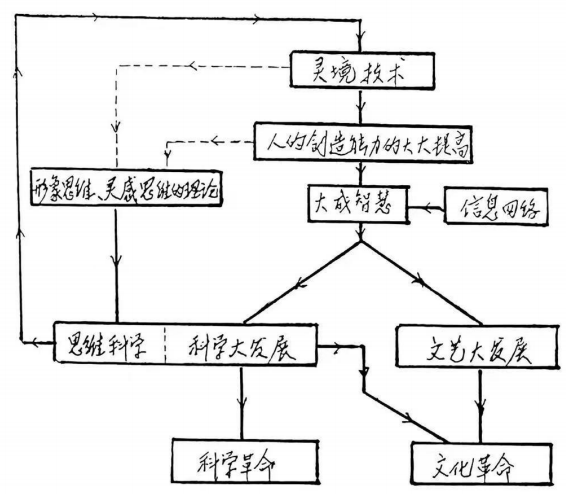 灵境技术
人的创造能力的大大提高
形象思维、灵感思维的理论
大成智慧
信息网络
思维科学
科学大发展
文艺大发展
科学革命
文化革命